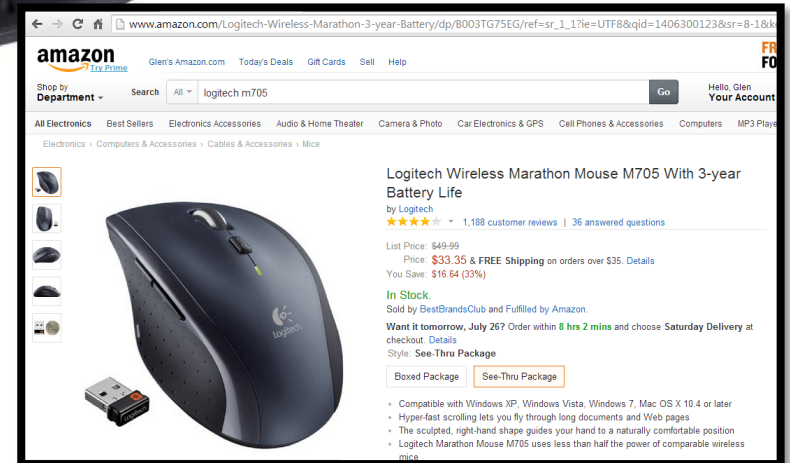 www.amazon.com/Logitech-Wireless-Marathon-3-year-Battery/dp/B003TG75EG/ref=sr_1_1?ie=UTF8&qid=1406300123&sr=8-1&k
amazon
Try Prime
Glen's Amazon.com Today's Deals Gift Cards Sell Help
FR
FO
Shop by
Department
Search All logitech m705 Go
Hello, Glen
Your Account
All Electronics Best Sellers Electronics Accessories Audio & Home Theater Camera & Photo Car Electronics & GPS Cell Phones & Accessories Computers MP3 Playe
Electronics › Computers & Accessories › Cables & Accessories › Mice
Logitech Wireless Marathon Mouse M705 With 3-year
Battery Life
by Logitech
1,188 customer reviews | 36 answered questions
List Price: $49.99
Price: $33.35 & FREE Shipping on orders over $35. Details
You Save: $16.64 (33%)
In Stock.
Sold by BestBrandsClub and Fulfilled by Amazon.
Want it tomorrow, July 26? Order within 8 hrs 2 mins and choose Saturday Delivery at
checkout. Details
Style: See-Thru Package
Boxed Package See-Thru Package
Compatible with Windows XP, Windows Vista, Windows 7, Mac OS X 10.4 or later
Hyper-fast scrolling lets you fly through long documents and Web pages
The sculpted, right-hand shape guides your hand to a naturally comfortable position
Logitech Marathon Mouse M705 uses less than half the power of comparable wireless
mice
Logitech
Logitech